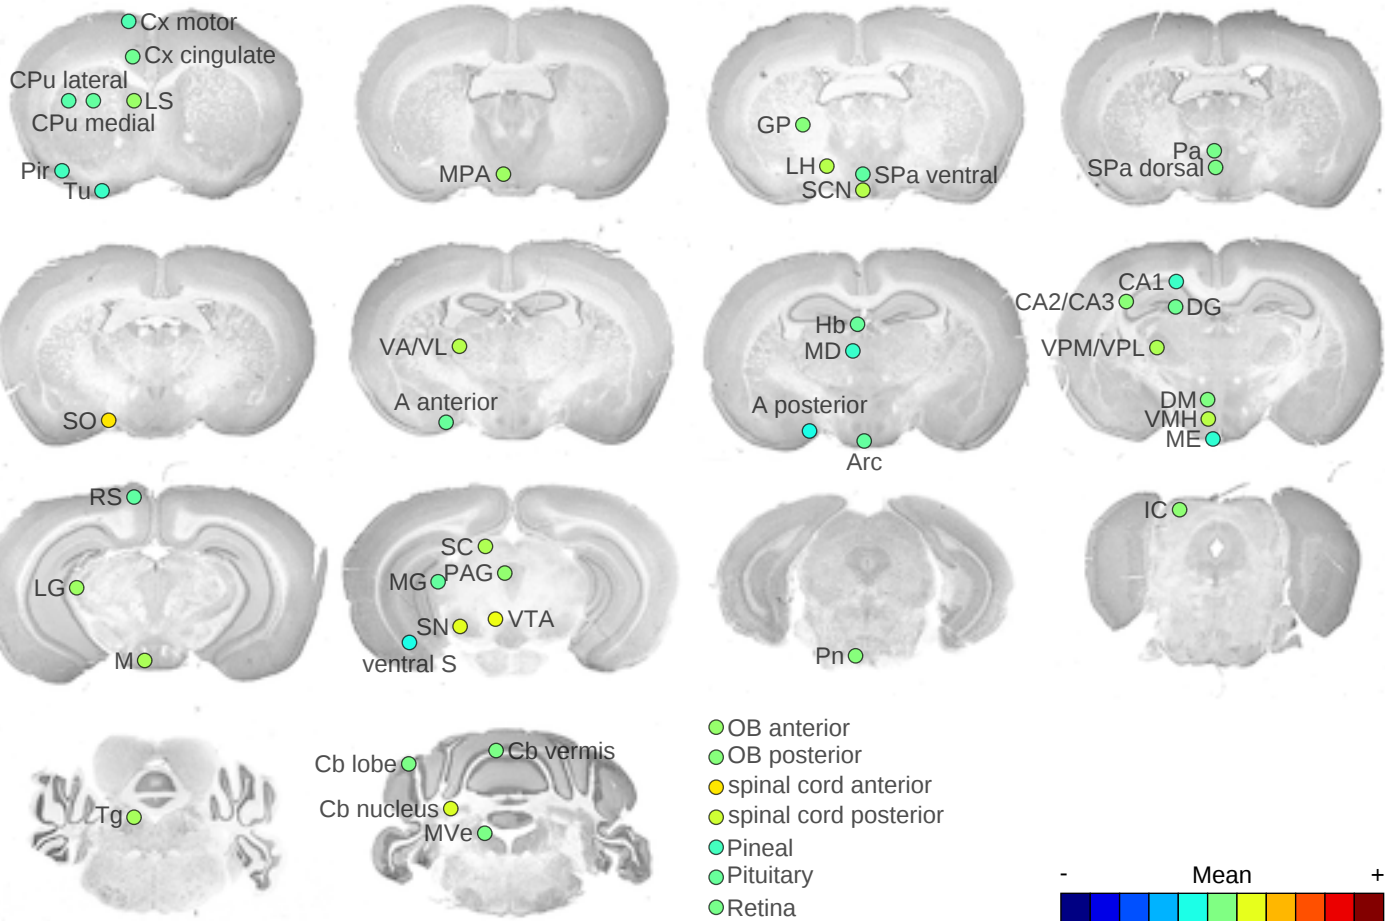 Cx motor
Cx cingulate
CPu lateral
LS
CPu medial
Pir
Tu
MPA
GP
LH
SPa ventral
SCN
Pa
SPa dorsal
SO
VA/VL
A anterior
Hb
MD
A posterior
Arc
CA1
CA2/CA3
DG
VPM/VPL
DM
VMH
ME
RS
LG
M
SC
PAG
MG
SN
VTA
ventral S
Pn
IC
Tg
Cb lobe
Cb vermis
Cb nucleus
MVe
OB anterior
OB posterior
spinal cord anterior
spinal cord posterior
Pineal
Pituitary
Retina
- Mean +